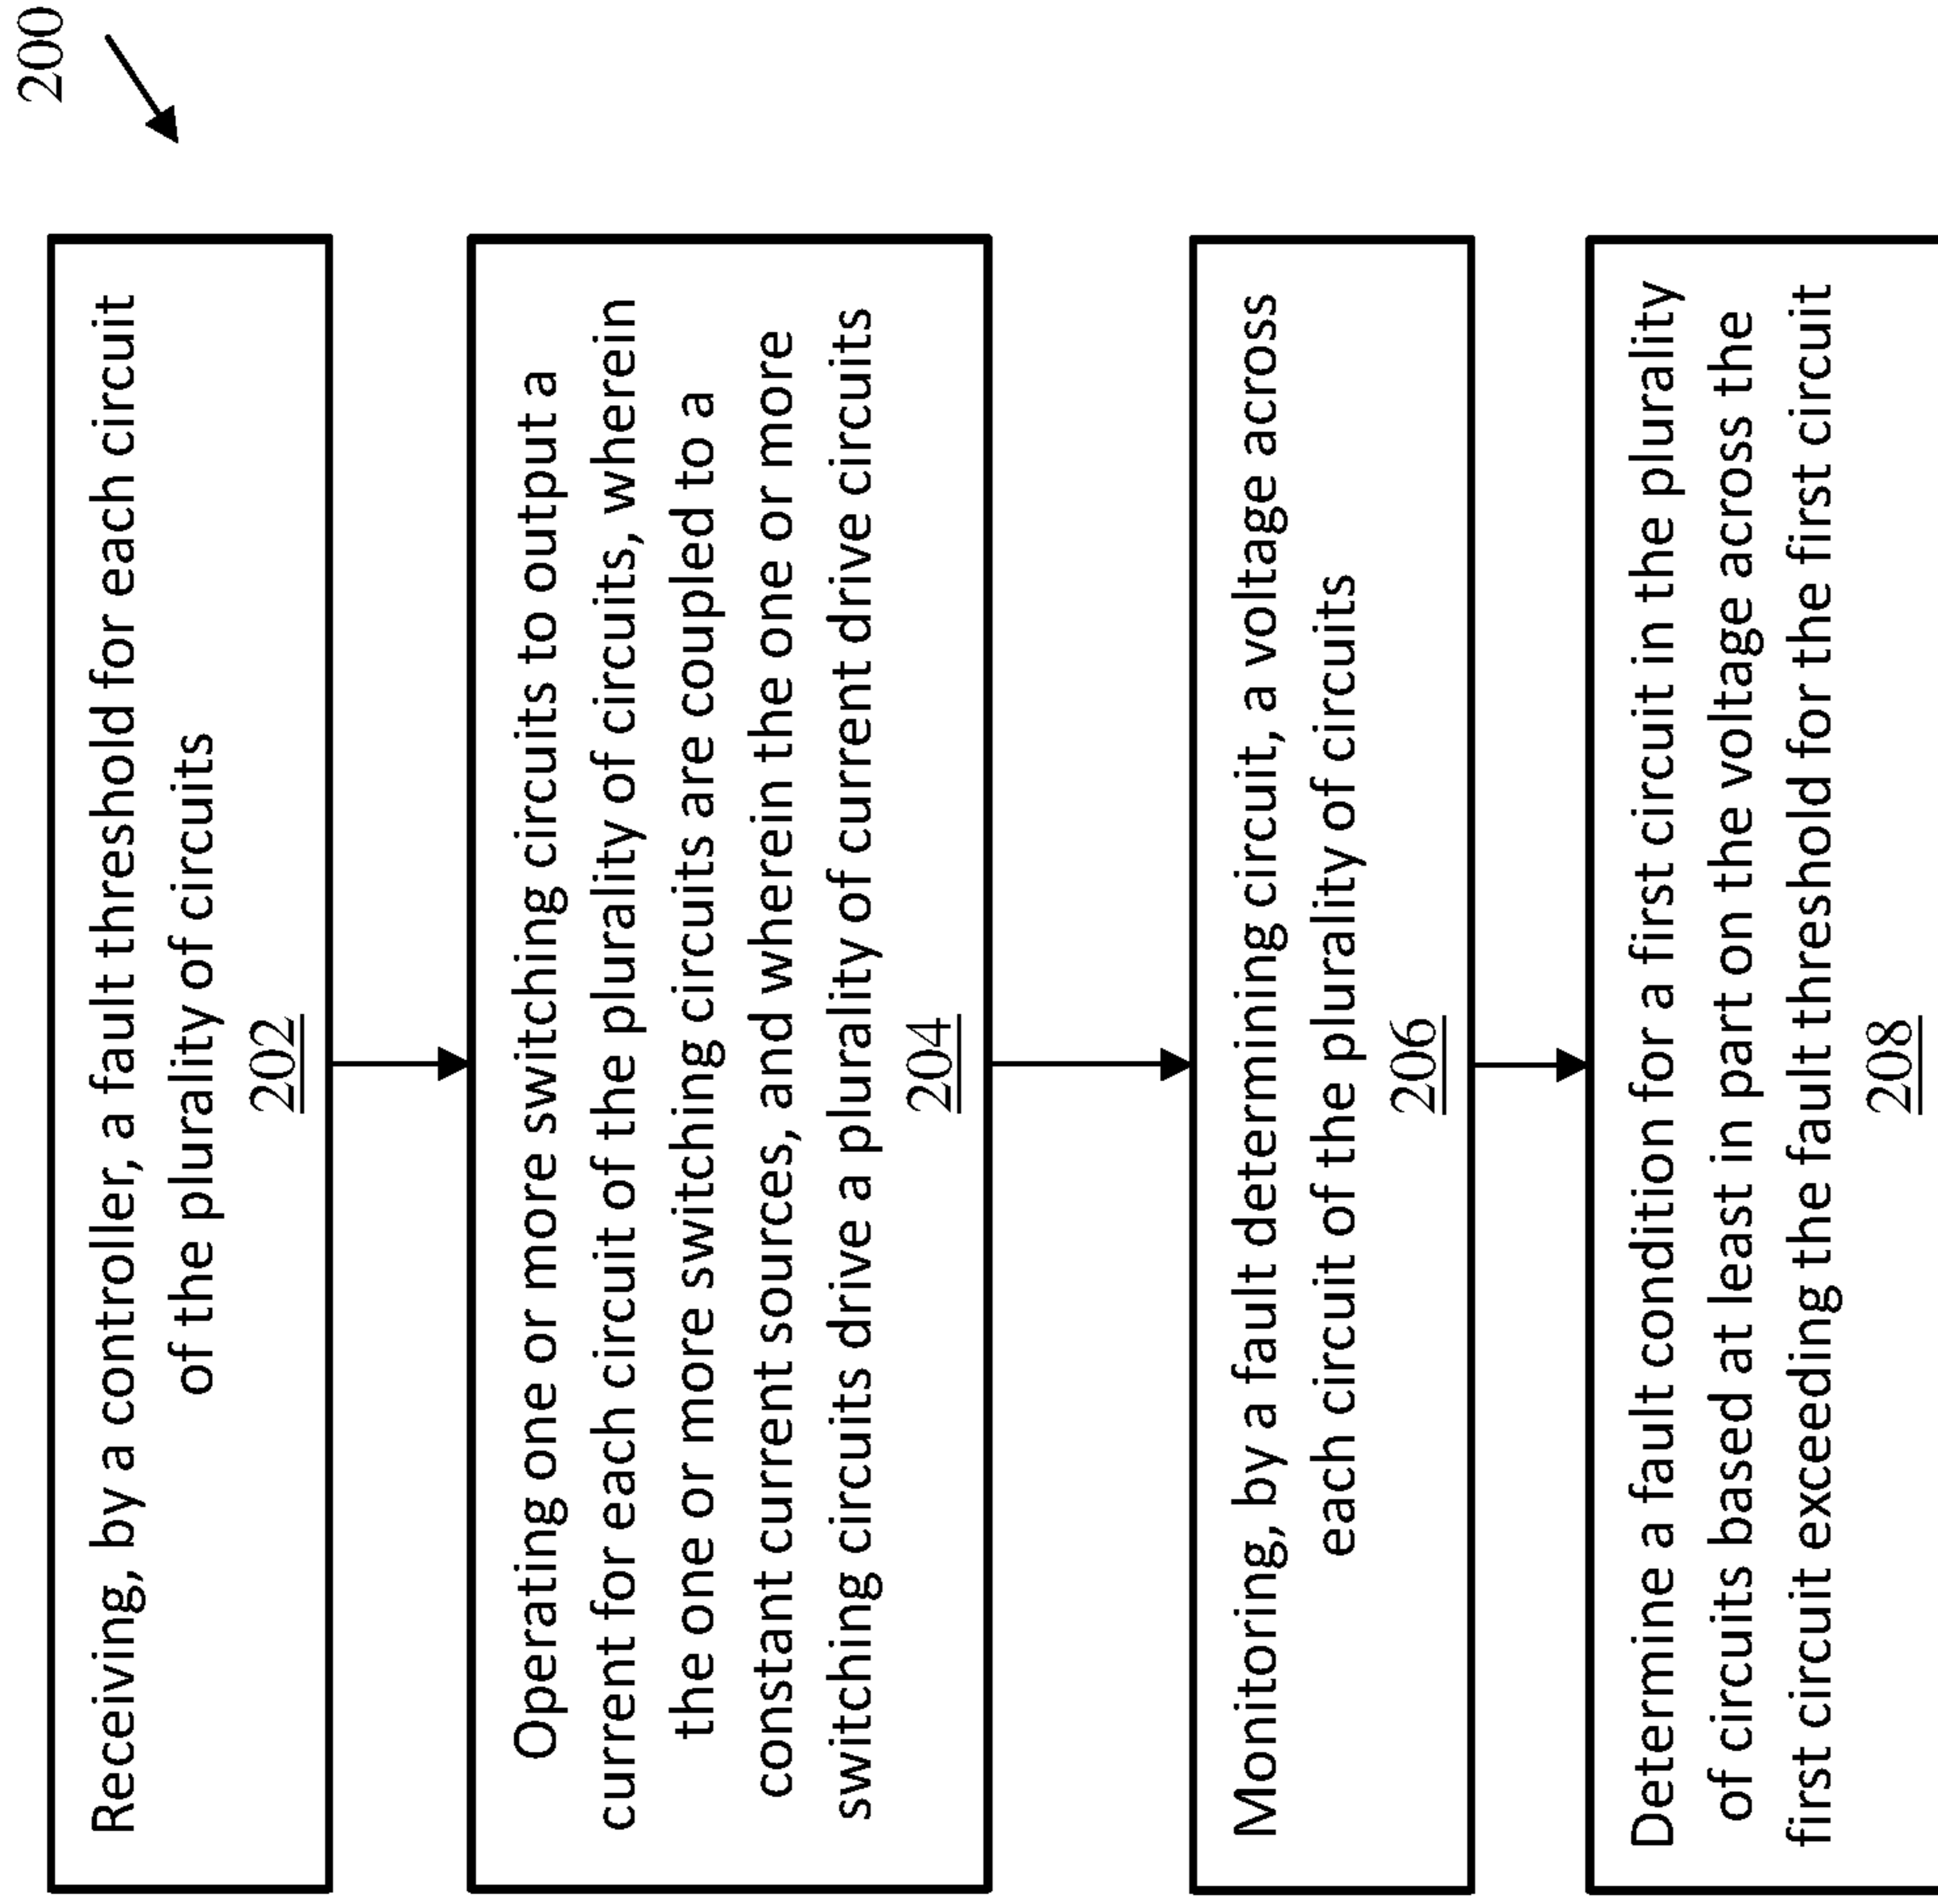 200
Receiving, by a controller, a fault threshold for each circuit
of the plurality of circuits
202
Operating one or more switching circuits to output a
current for each circuit of the plurality of circuits, wherein
the one or more switching circuits are coupled to a
constant current sources, and wherein the one or more
switching circuits drive a plurality of current drive circuits
204
Monitoring, by a fault determining circuit, a voltage across
each circuit of the plurality of circuits
206
Determine a fault condition for a first circuit in the plurality
of circuits based at least in part on the voltage across the
first circuit exceeding the fault threshold for the first circuit
208